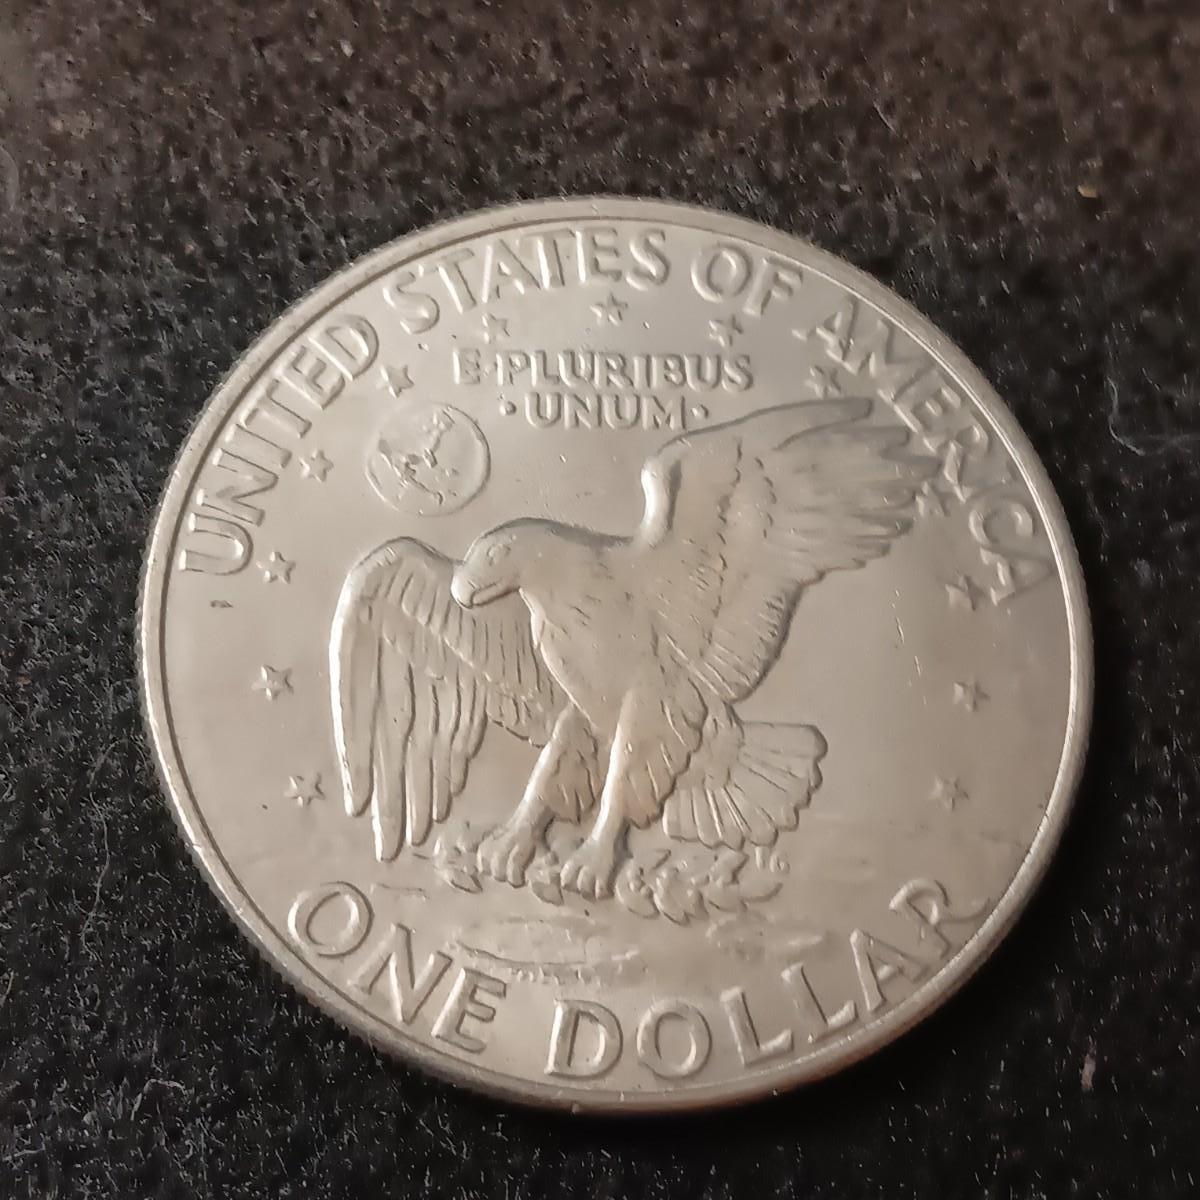 UNITED STATES OF AMERICA
E·PLURIBUS
·UNUM·
ONE DOLLAR